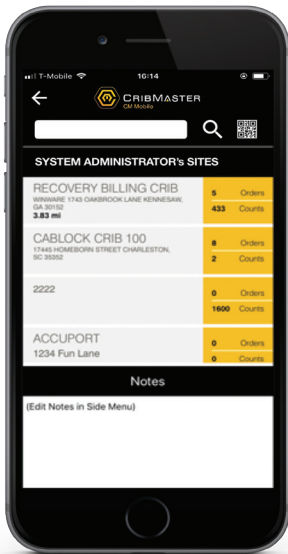 T-Mobile 16:14
CRIBMASTER
CM Mobile
SYSTEM ADMINISTRATOR'S SITES
RECOVERY BILLING CRIB
WINWARE 1743 OAKBROOK LANE KENNESAW,
GA 30152
3.83 mi
5 Orders
433 Counts
CABLOCK CRIB 100
17445 HOMEBORN STREET CHARLESTON,
SC 35352
8 Orders
2 Counts
2222
0 Orders
1600 Counts
ACCUPORT
1234 Fun Lane
0 Orders
0 Counts
Notes
(Edit Notes in Side Menu)